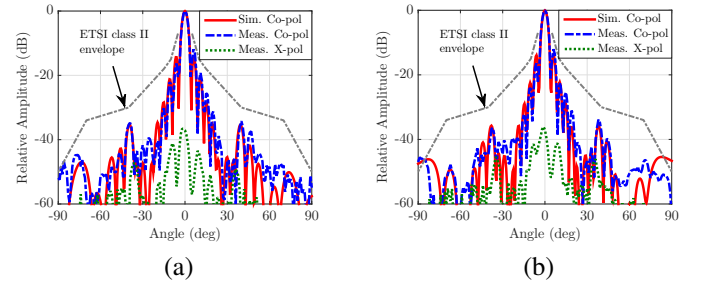 0
-20
-40
-60
Relative Amplitude (dB)
ETSI class II
envelope
Sim. Co-pol
Meas. Co-pol
Meas. X-pol
-90 -60 -30 0 30 60 90
Angle (deg)
(a)
0
-20
-40
-60
Relative Amplitude (dB)
ETSI class II
envelope
Sim. Co-pol
Meas. Co-pol
Meas. X-pol
-90 -60 -30 0 30 60 90
Angle (deg)
(b)